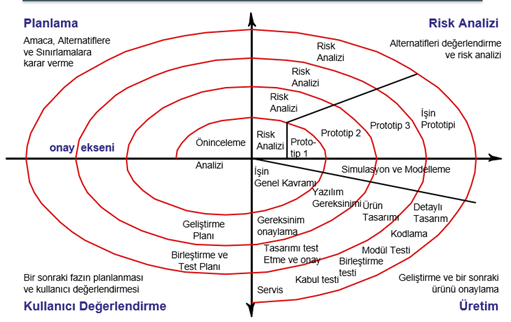 Planlama
Amaca, Alternatiflere
ve Sınırlamalara
karar verme
Risk Analizi
Alternatifleri değerlendirme
ve risk analizi
Risk
Analizi
Risk
Analizi
Risk
Analizi
Risk
Analizi
İşin
Prototipi
Prototip 3
Prototip 2
Proto-
tip 1
onay ekseni
Öninceleme
Analizi
İşin
Genel Kavramı
Simulasyon ve Modelleme
Yazılım
Gereksinimi
Ürün
Tasarımı
Detaylı
Tasarım
Geliştirme
Planı
Gereksinim
onaylama
Kodlama
Birleştirme ve
Test Planı
Tasarımı test
Etme ve onay
Modül Testi
Birleştirme
testi
Kabul testi
Servis
Bir sonraki fazın planlanması
ve kullanıcı değerlendirmesi
Kullanıcı Değerlendirme
Geliştirme ve bir sonraki
ürünü onaylama
Üretim